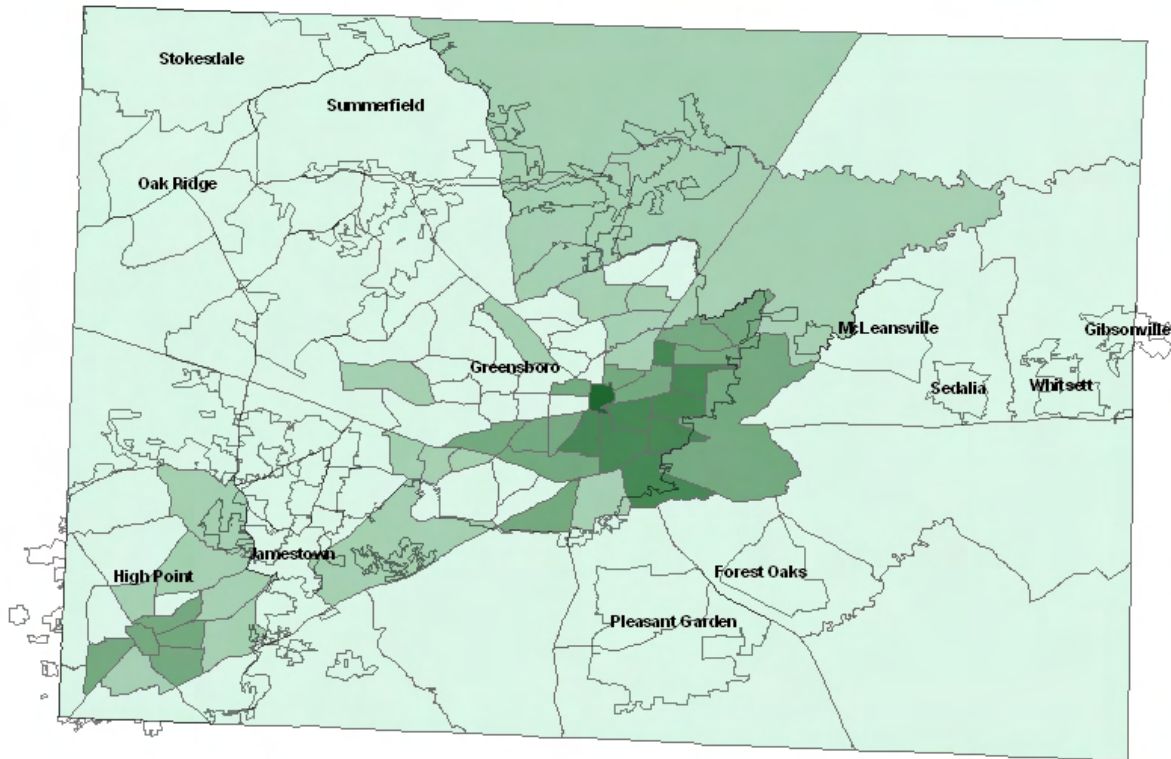 Stokesdale
Summerfield
Oak Ridge
McLeansville
Gibsonville
Greensboro
Sedalia
Whitsett
Jamestown
High Point
Forest Oaks
Pleasant Garden